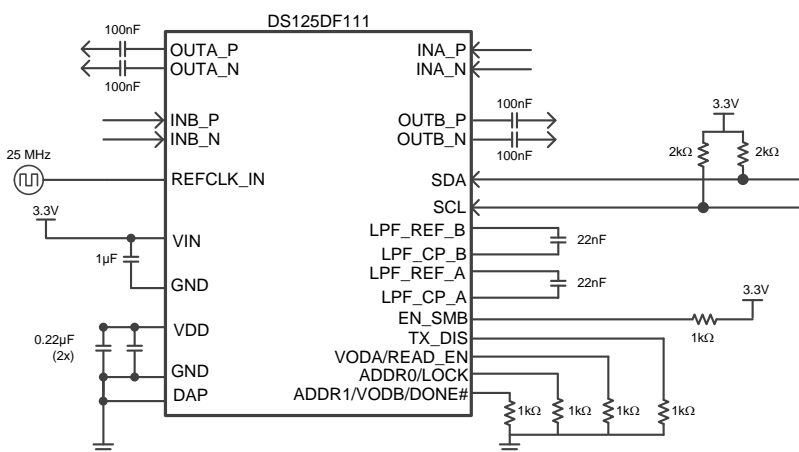 DS125DF111
100nF
OUTA_P
OUTA_N
100nF
INA_P
INA_N
INB_P
INB_N
100nF
OUTB_P
OUTB_N
100nF
3.3V
2kΩ
2kΩ
25 MHz
REFCLK_IN
SDA
SCL
3.3V
VIN
1µF
GND
LPF_REF_B
LPF_CP_B
22nF
LPF_REF_A
LPF_CP_A
22nF
EN_SMB
3.3V
1kΩ
0.22µF
(2x)
VDD
GND
DAP
TX_DIS
VODA/READ_EN
ADDR0/LOCK
ADDR1/VODB/DONE#
1kΩ
1kΩ
1kΩ
1kΩ